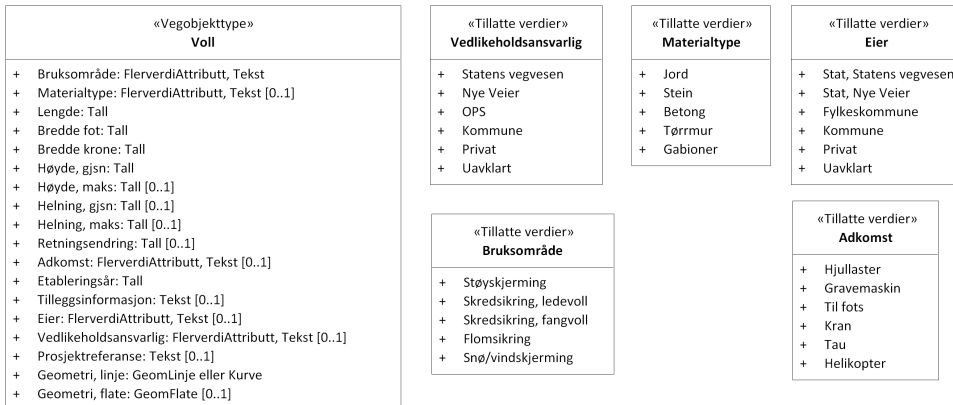 «Vegobjekttype»
Voll
+ Bruksområde: FlerverdiAttributt, Tekst
+ Materialtype: FlerverdiAttributt, Tekst [0..1]
+ Lengde: Tall
+ Bredde fot: Tall
+ Bredde krone: Tall
+ Høyde, gjsn: Tall
+ Høyde, maks: Tall [0..1]
+ Helning, gjsn: Tall [0..1]
+ Helning, maks: Tall [0..1]
+ Retningsendring: Tall [0..1]
+ Adkomst: FlerverdiAttributt, Tekst [0..1]
+ Etableringsår: Tall
+ Tilleggsinformasjon: Tekst [0..1]
+ Eier: FlerverdiAttributt, Tekst [0..1]
+ Vedlikeholdsansvarlig: FlerverdiAttributt, Tekst [0..1]
+ Prosjektreferanse: Tekst [0..1]
+ Geometri, linje: GeomLinje eller Kurve
+ Geometri, flate: GeomFlate [0..1]
«Tillatte verdier»
Vedlikeholdsansvarlig
+ Statens vegvesen
+ Nye Veier
+ OPS
+ Kommune
+ Privat
+ Uavklart
«Tillatte verdier»
Materialtype
+ Jord
+ Stein
+ Betong
+ Tørrmur
+ Gabioner
«Tillatte verdier»
Eier
+ Stat, Statens vegvesen
+ Stat, Nye Veier
+ Fylkeskommune
+ Kommune
+ Privat
+ Uavklart
«Tillatte verdier»
Bruksområde
+ Støyskjerming
+ Skredsikring, ledevoll
+ Skredsikring, fangvoll
+ Flomsikring
+ Snø/vindskjerming
«Tillatte verdier»
Adkomst
+ Hjullaster
+ Gravemaskin
+ Til fots
+ Kran
+ Tau
+ Helikopter